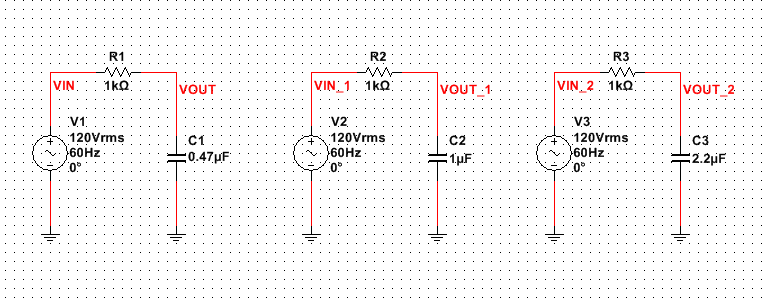 R1
VIN
1kΩ
VOUT
V1
120Vrms
60Hz
0°
C1
0.47µF
R2
VIN_1
1kΩ
VOUT_1
V2
120Vrms
60Hz
0°
C2
1µF
R3
VIN_2
1kΩ
VOUT_2
V3
120Vrms
60Hz
0°
C3
2.2µF